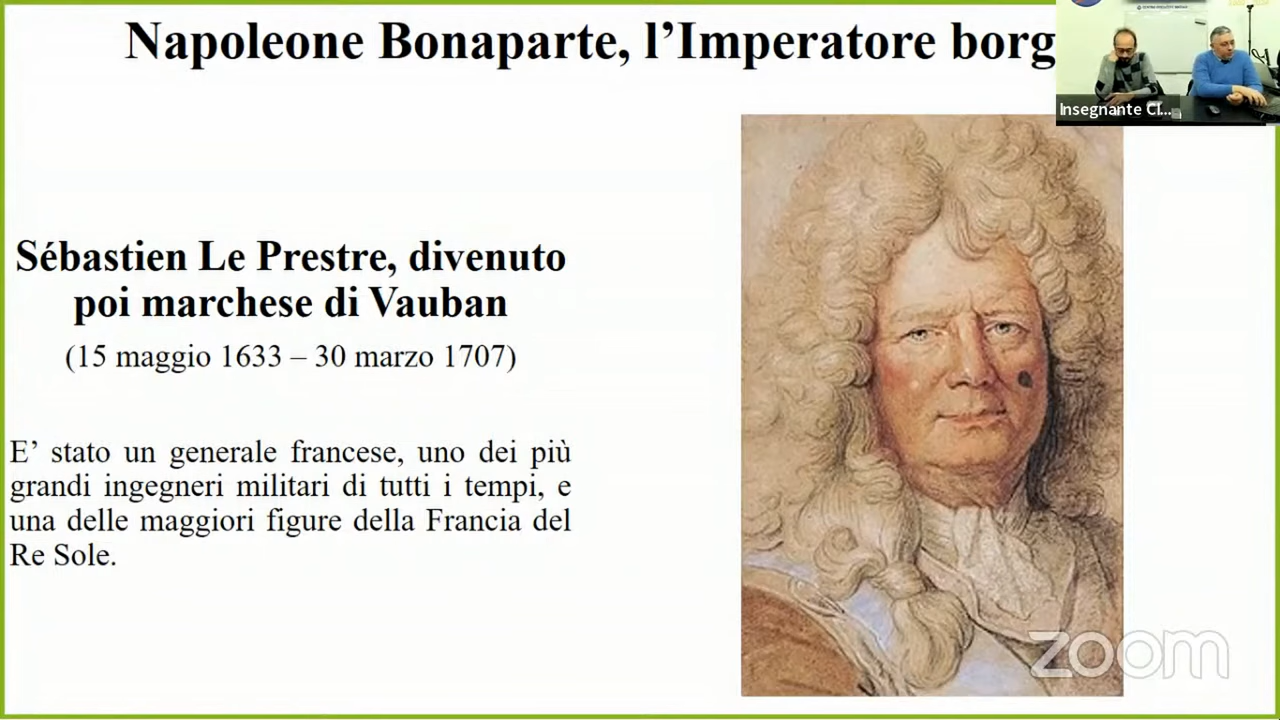 Napoleone Bonaparte, l’Imperatore borg
Insegnante Cl...
Sébastien Le Prestre, divenuto
poi marchese di Vauban
(15 maggio 1633 – 30 marzo 1707)
E’ stato un generale francese, uno dei più
grandi ingegneri militari di tutti i tempi, e
una delle maggiori figure della Francia del
Re Sole.
zoom